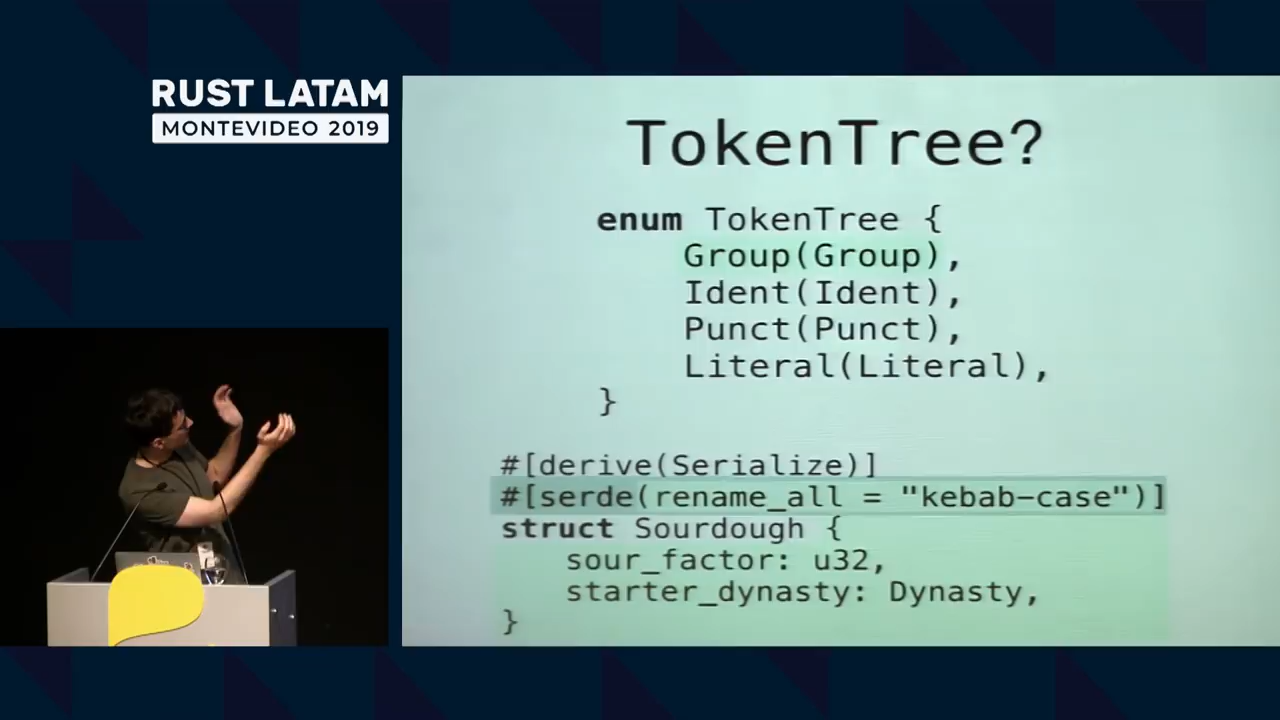 RUST LATAM
MONTEVIDEO 2019
TokenTree?
enum TokenTree {
Group(Group),
Ident(Ident),
Punct(Punct),
Literal(Literal),
}
#[derive(Serialize)]
#[serde(rename_all = "kebab-case")]
struct Sourdough {
sour_factor: u32,
starter_dynasty: Dynasty,
}